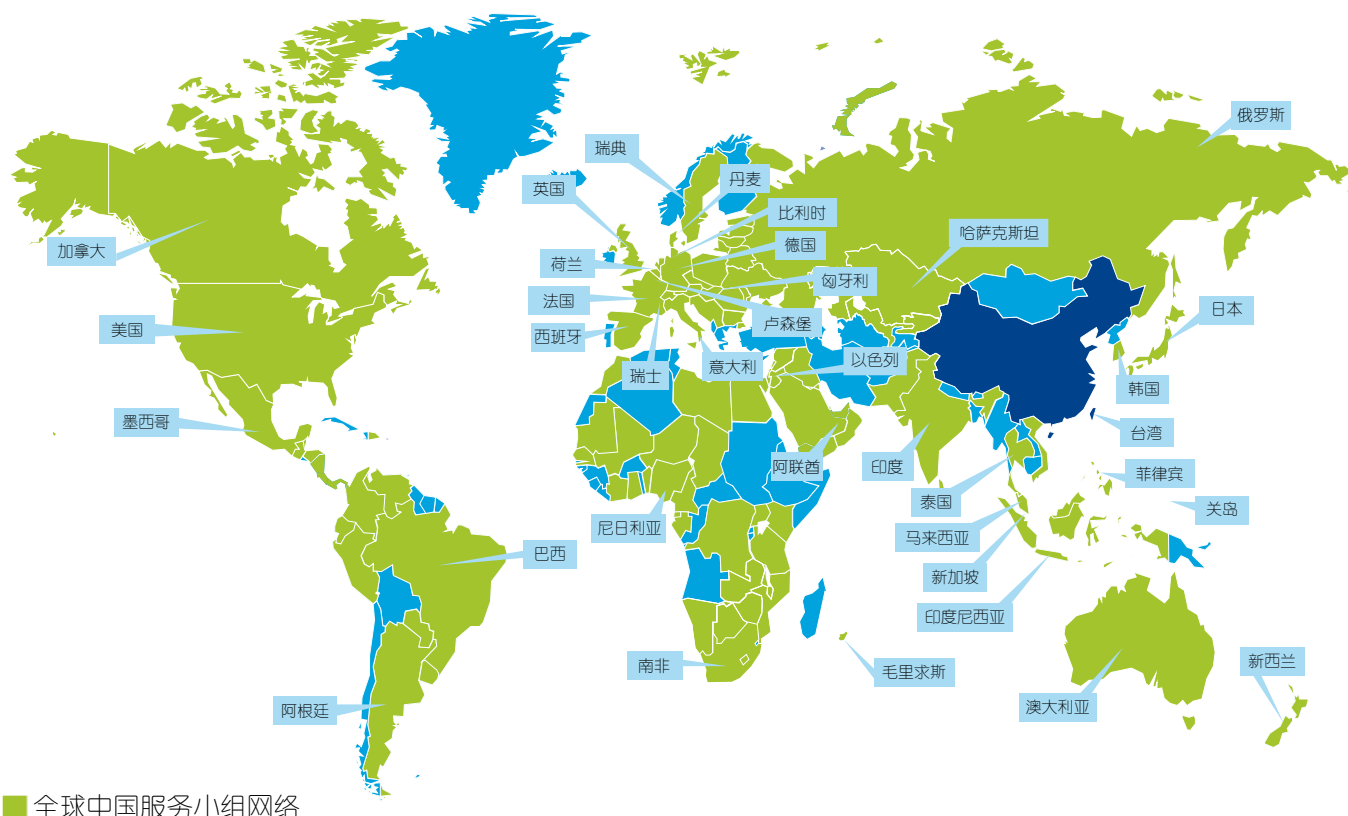 俄罗斯
瑞典
丹麦
英国
比利时
加拿大
哈萨克斯坦
德国
荷兰
匈牙利
法国
日本
美国
卢森堡
西班牙
意大利
以色列
瑞士
韩国
墨西哥
台湾
阿联酋
印度
菲律宾
泰国
关岛
尼日利亚
马来西亚
巴西
新加坡
印度尼西亚
南非
毛里求斯
新西兰
阿根廷
澳大利亚
全球中国服务小组网络